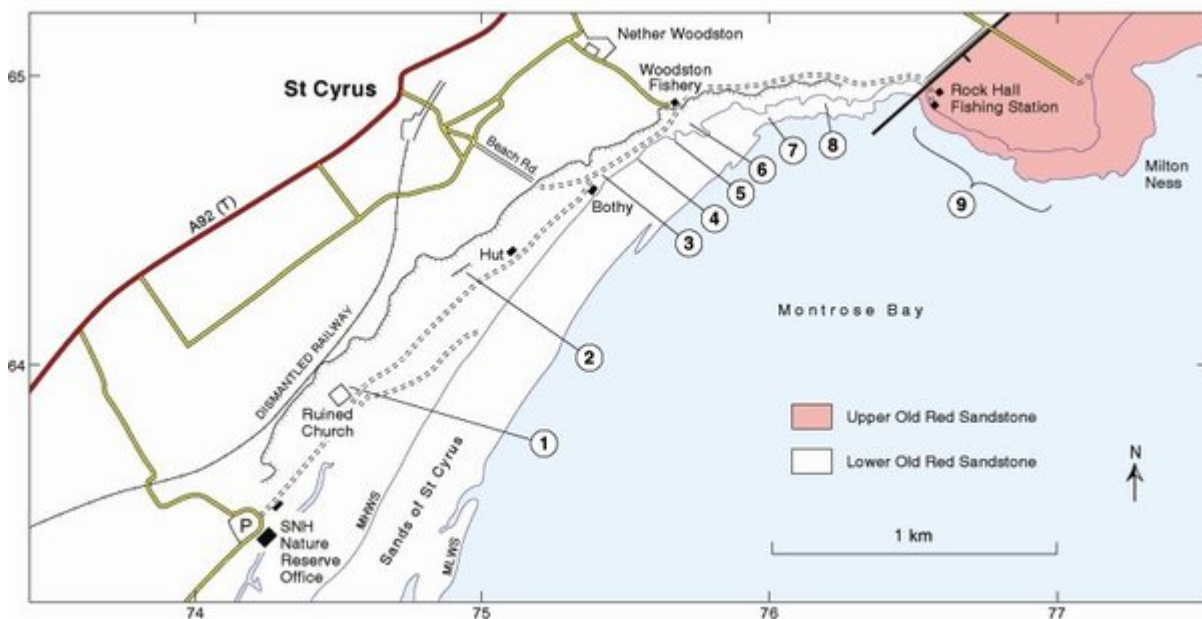 65
St Cyrus
Nether Woodston
Woodston
Fishery
Rock Hall
Fishing Station
Milton
Ness
Beach Rd.
Bothy
Hut
A92 (T)
DISMANTLED RAILWAY
7
8
6
5
4
3
9
2
1
Montrose Bay
64
Ruined
Church
Upper Old Red Sandstone
Lower Old Red Sandstone
N
1 km
Sands of St Cyrus
MHWS
MLWS
P
SNH
Nature
Reserve
Office
74
75
76
77